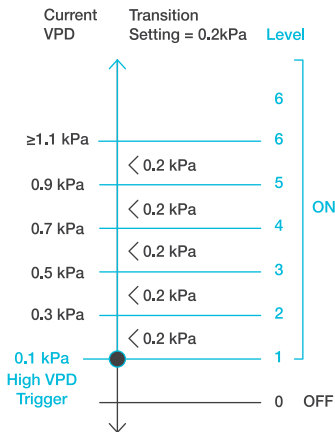 Current VPD
Transition Setting = 0.2kPa
Level
6
≥1.1 kPa
6
< 0.2 kPa
0.9 kPa
5
ON
< 0.2 kPa
0.7 kPa
4
< 0.2 kPa
0.5 kPa
3
< 0.2 kPa
0.3 kPa
2
< 0.2 kPa
0.1 kPa
1
High VPD
Trigger
0
OFF